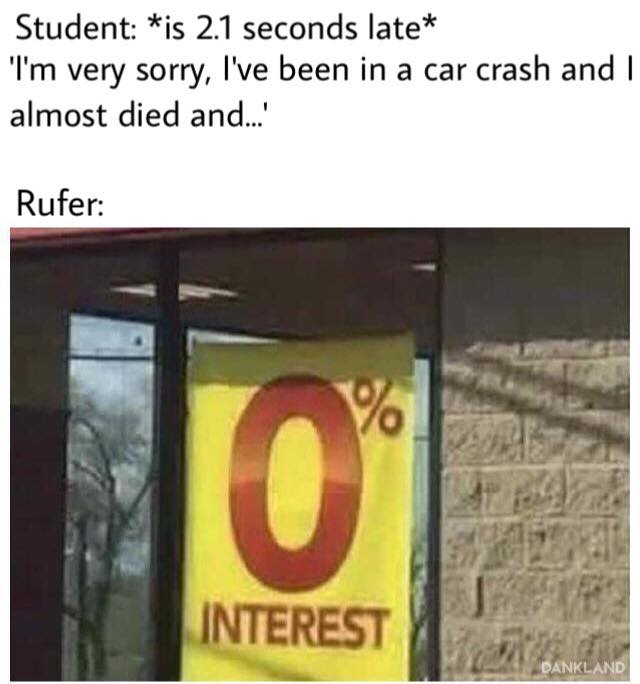 Student: *is 2.1 seconds late*
'I'm very sorry, I've been in a car crash and I
almost died and...'
Rufer:
0%
INTEREST
DANKLAND